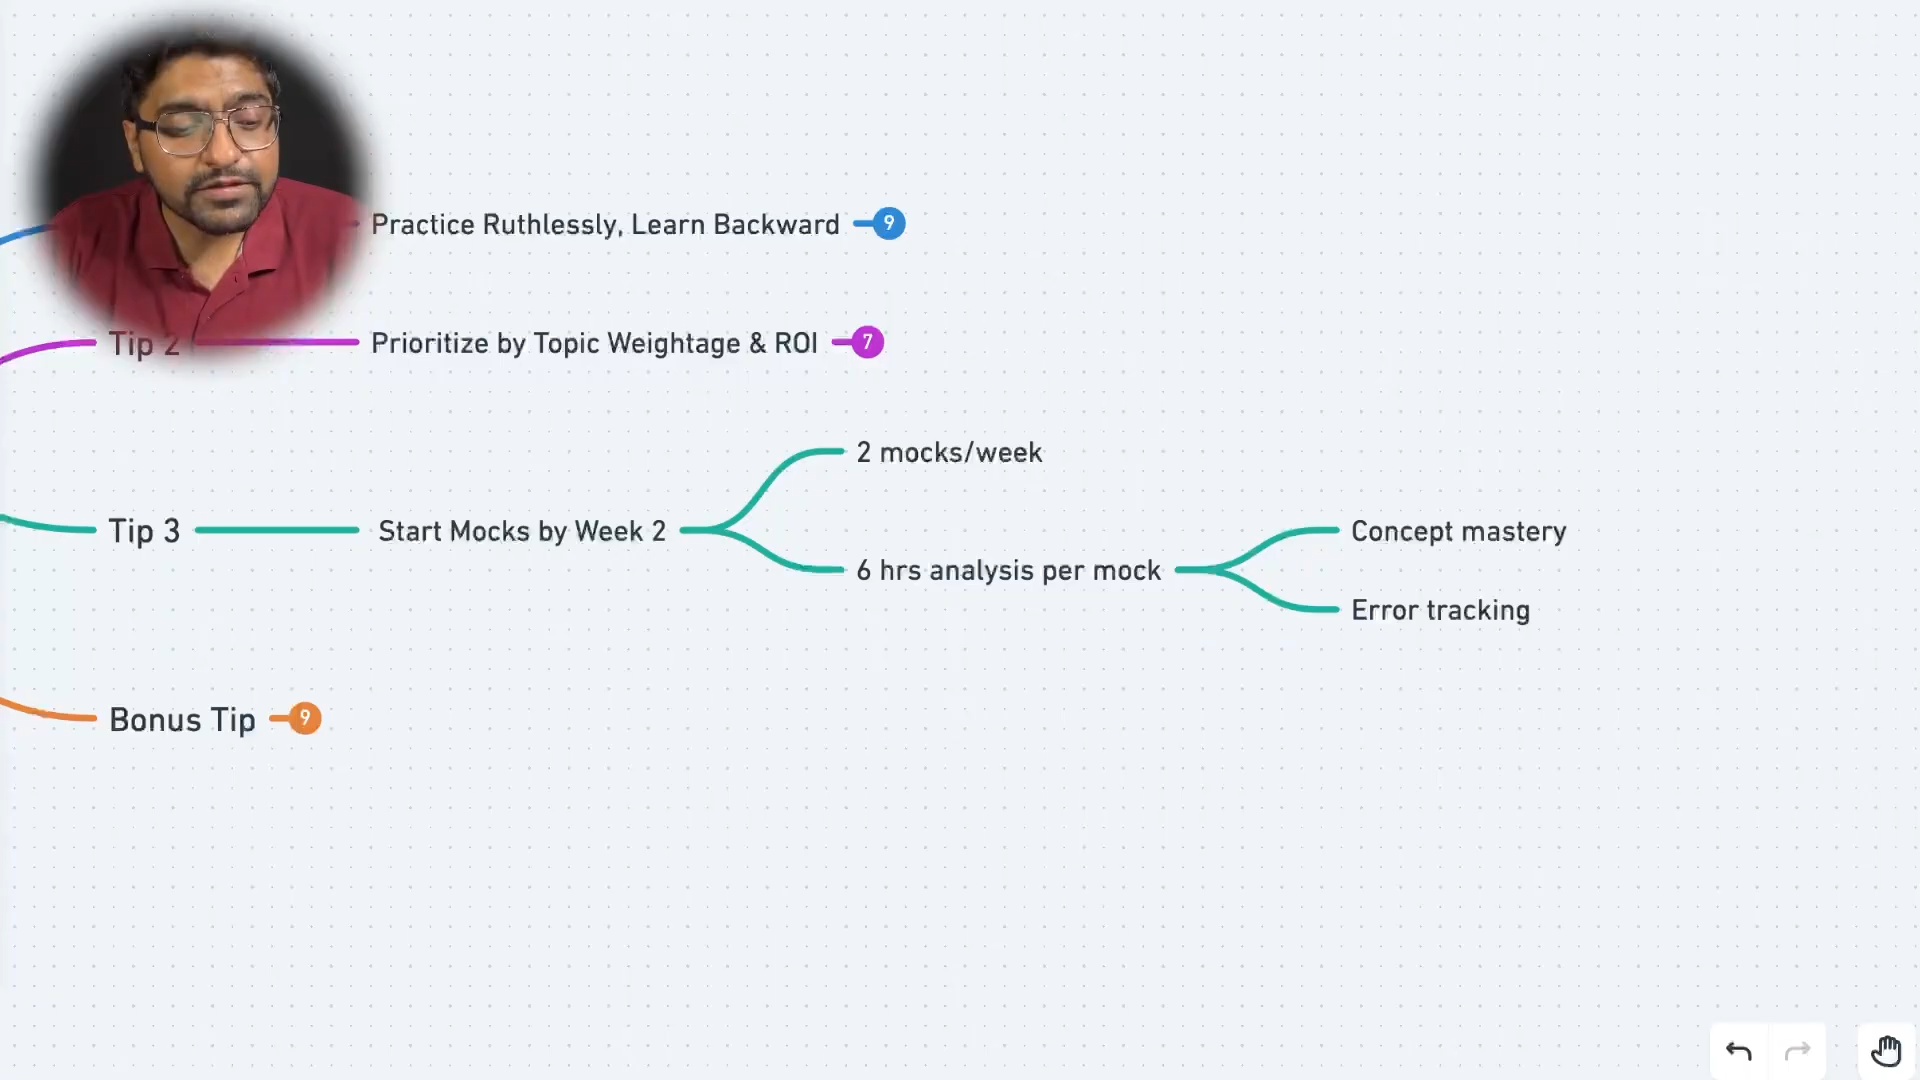 Practice Ruthlessly, Learn Backward 9
Tip 2 Prioritize by Topic Weightage & ROI 7
2 mocks/week
Tip 3 Start Mocks by Week 2
Concept mastery
6 hrs analysis per mock
Error tracking
Bonus Tip 9